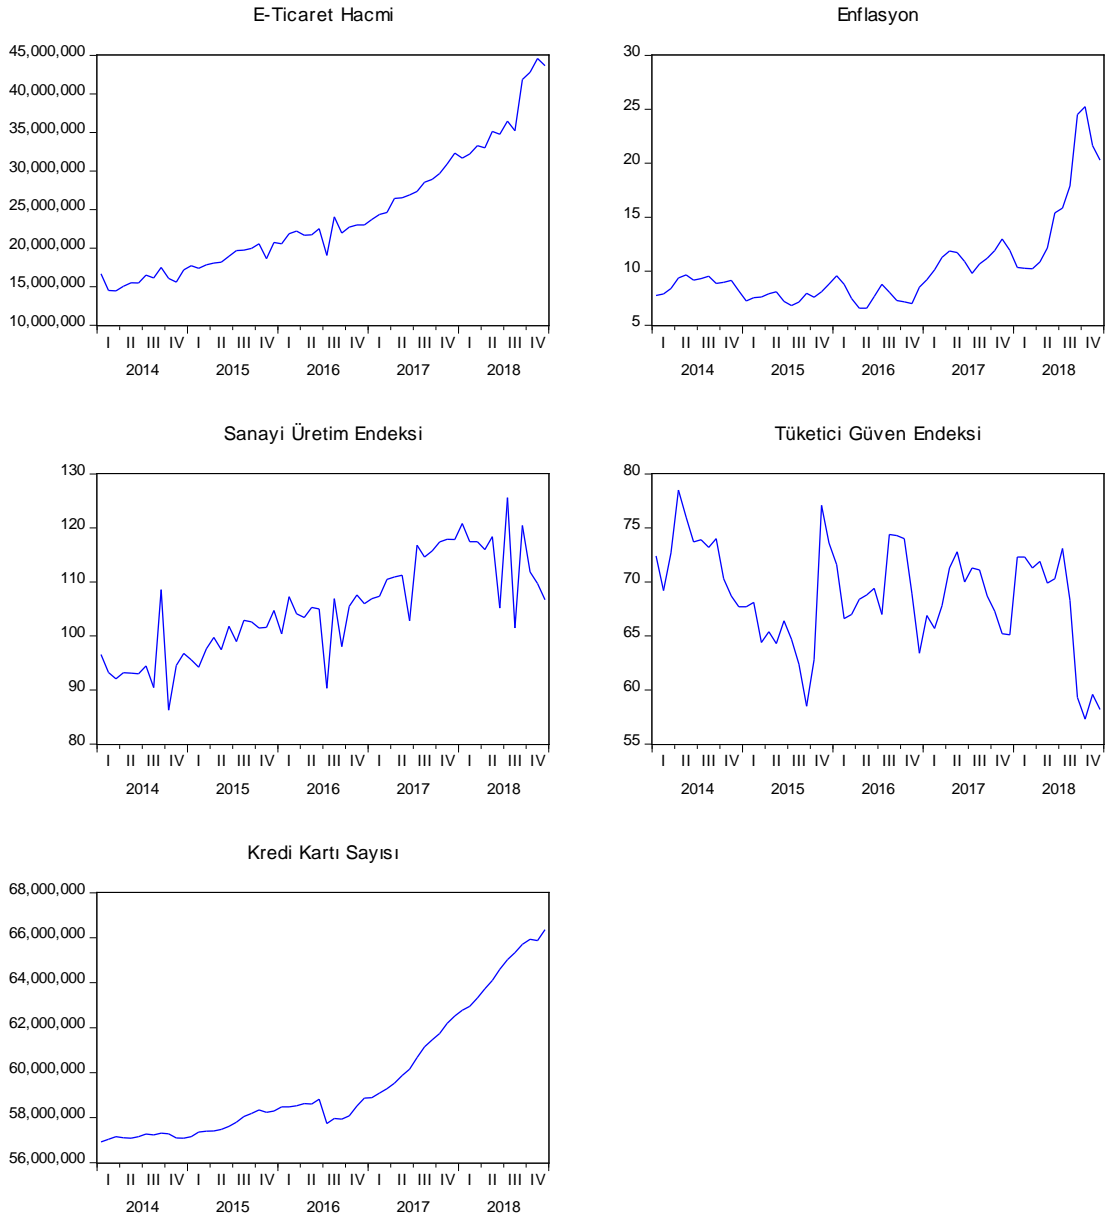 E-Ticaret Hacmi
45,000,000
40,000,000
35,000,000
30,000,000
25,000,000
20,000,000
15,000,000
10,000,000
I II III IV I II III IV I II III IV I II III IV I II III IV
2014 2015 2016 2017 2018
Enflasyon
30
25
20
15
10
5
I II III IV I II III IV I II III IV I II III IV I II III IV
2014 2015 2016 2017 2018
Sanayi Üretim Endeksi
130
120
110
100
90
80
I II III IV I II III IV I II III IV I II III IV I II III IV
2014 2015 2016 2017 2018
Tüketici Güven Endeksi
80
75
70
65
60
55
I II III IV I II III IV I II III IV I II III IV I II III IV
2014 2015 2016 2017 2018
Kredi Kartı Sayısı
68,000,000
66,000,000
64,000,000
62,000,000
60,000,000
58,000,000
56,000,000
I II III IV I II III IV I II III IV I II III IV I II III IV
2014 2015 2016 2017 2018